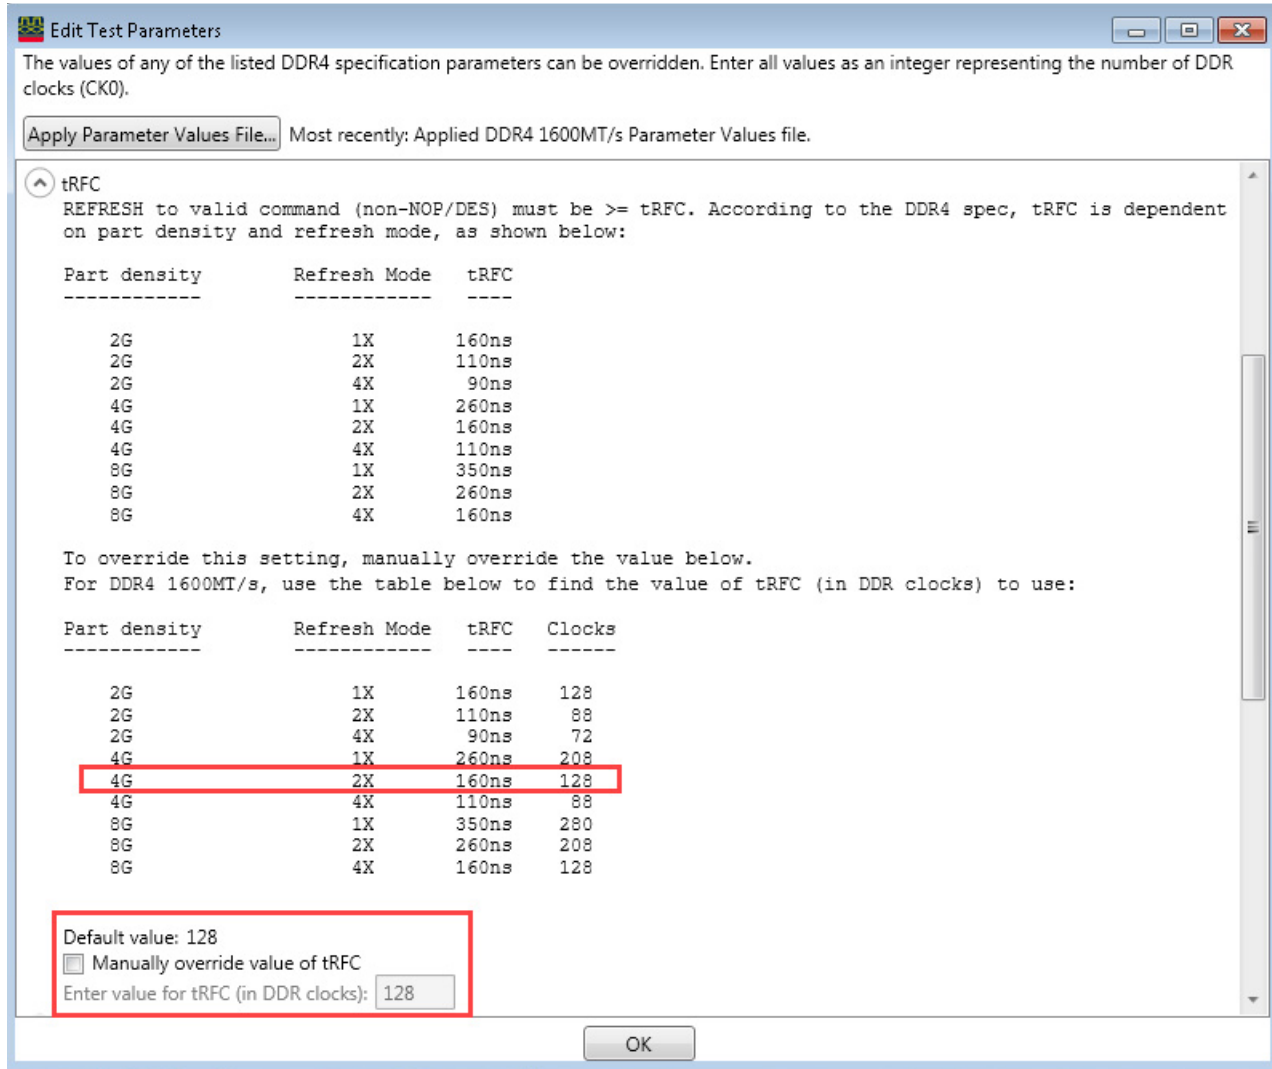 Edit Test Parameters
The values of any of the listed DDR4 specification parameters can be overridden. Enter all values as an integer representing the number of DDR
clocks (CK0).
Apply Parameter Values File... Most recently: Applied DDR4 1600MT/s Parameter Values file.
tRFC
REFRESH to valid command (non-NOP/DES) must be >= tRFC. According to the DDR4 spec, tRFC is dependent
on part density and refresh mode, as shown below:
Part density Refresh Mode tRFC
------------ ------------ ----
2G 1X 160ns
2G 2X 110ns
2G 4X 90ns
4G 1X 260ns
4G 2X 160ns
4G 4X 110ns
8G 1X 350ns
8G 2X 260ns
8G 4X 160ns
To override this setting, manually override the value below.
For DDR4 1600MT/s, use the table below to find the value of tRFC (in DDR clocks) to use:
Part density Refresh Mode tRFC Clocks
------------ ------------ ---- ------
2G 1X 160ns 128
2G 2X 110ns 88
2G 4X 90ns 72
4G 1X 260ns 208
4G 2X 160ns 128
4G 4X 110ns 88
8G 1X 350ns 280
8G 2X 260ns 208
8G 4X 160ns 128
Default value: 128
Manually override value of tRFC
Enter value for tRFC (in DDR clocks): 128
OK